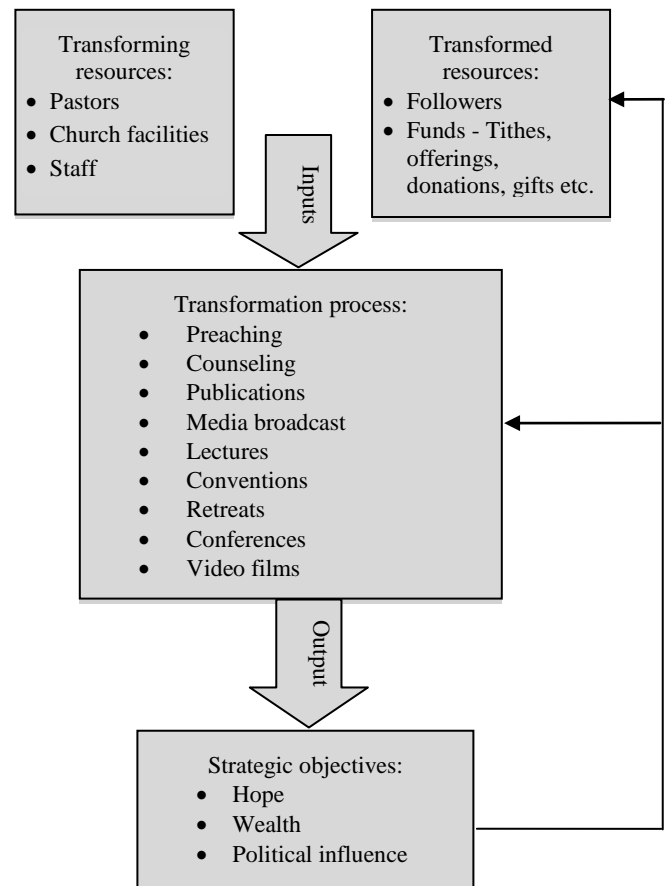 Transforming
resources:
• Pastors
• Church facilities
• Staff
Transformed
resources:
• Followers
• Funds - Tithes,
offerings,
donations, gifts etc.
Inputs
Transformation process:
• Preaching
• Counseling
• Publications
• Media broadcast
• Lectures
• Conventions
• Retreats
• Conferences
• Video films
Output
Strategic objectives:
• Hope
• Wealth
• Political influence